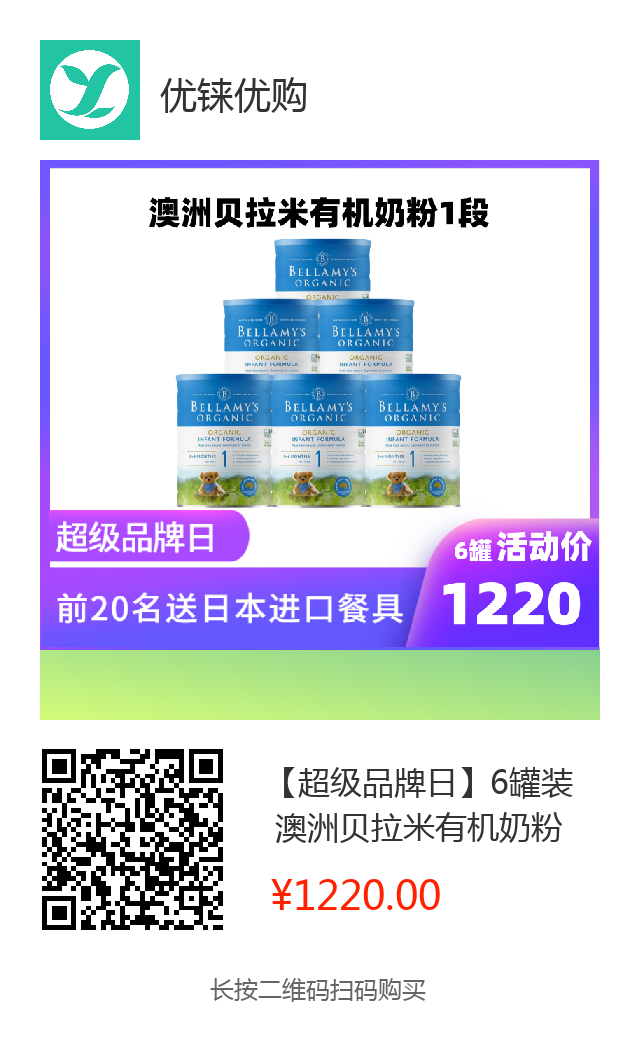 优铼优购
澳洲贝拉米有机奶粉1段
BELLAMY'S
ORGANIC
ORGANIC
BELLAMY'S
ORGANIC
ORGANIC
INFANT FORMULA
BELLAMY'S
ORGANIC
ORGANIC
INFANT FORMULA
BELLAMY'S
ORGANIC
ORGANIC
INFANT FORMULA
1
BELLAMY'S
ORGANIC
ORGANIC
INFANT FORMULA
1
BELLAMY'S
ORGANIC
ORGANIC
INFANT FORMULA
1
超级品牌日
6罐 活动价
前20名送日本进口餐具
1220
【超级品牌日】6罐装
澳洲贝拉米有机奶粉
¥1220.00
长按二维码扫码购买